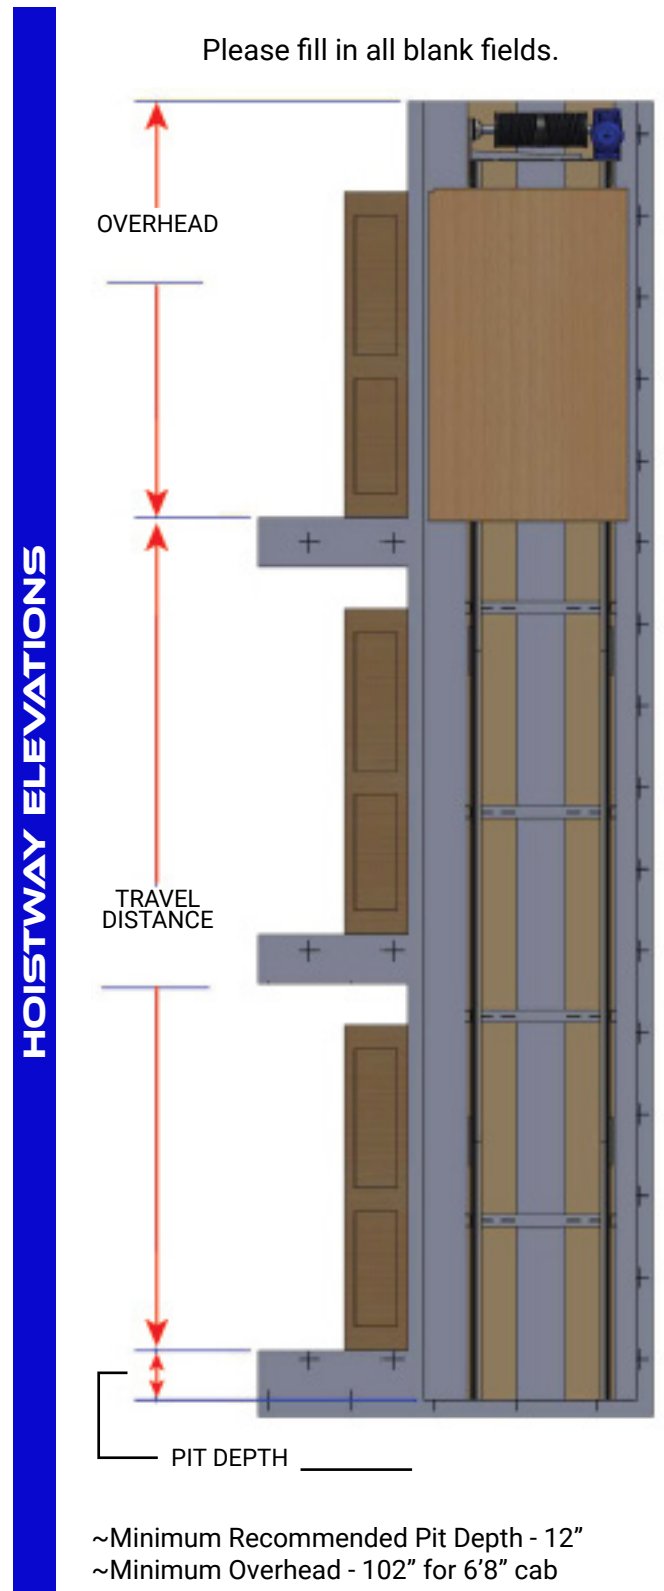 Please fill in all blank fields.
OVERHEAD
HOISTWAY ELEVATIONS
TRAVEL
DISTANCE
PIT DEPTH
~Minimum Recommended Pit Depth - 12”
~Minimum Overhead - 102” for 6’8” cab